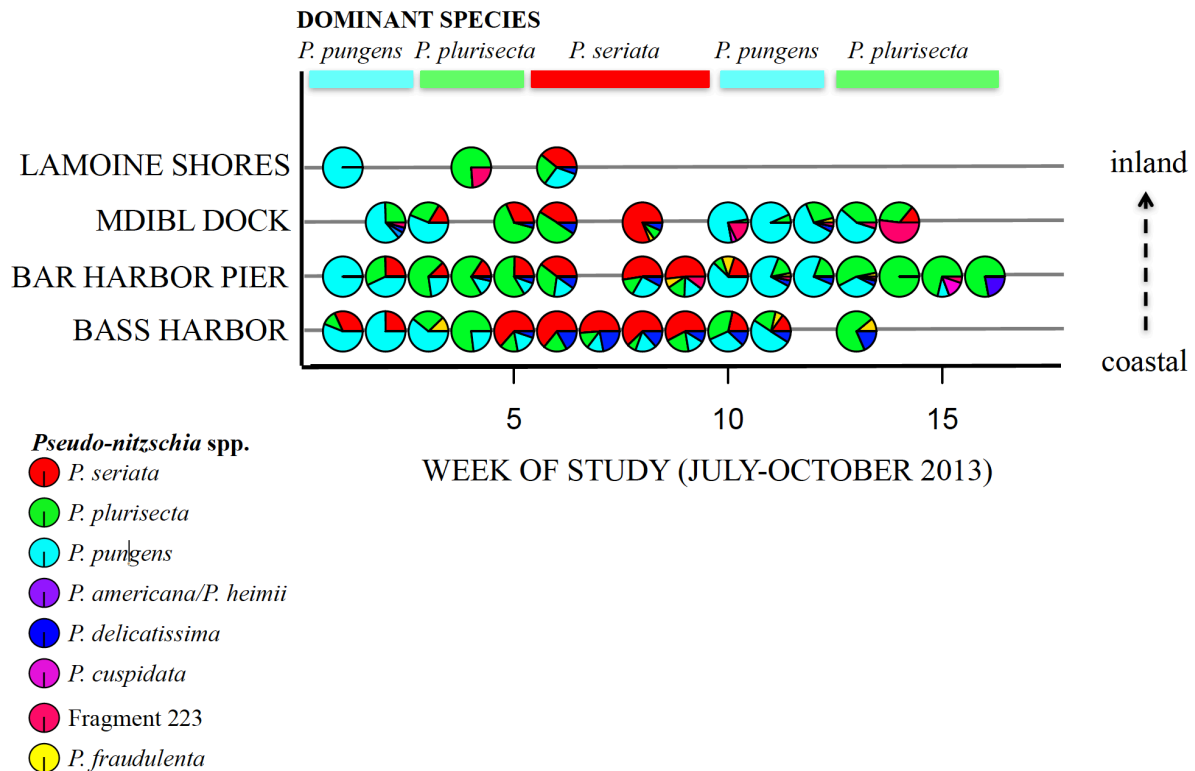 DOMINANT SPECIES
P. pungens P. plurisecta P. seriata P. pungens P. plurisecta
LAMOINE SHORES
inland
MDIBL DOCK
BAR HARBOR PIER
BASS HARBOR
coastal
5 10 15
WEEK OF STUDY (JULY-OCTOBER 2013)
Pseudo-nitzschia spp.
P. seriata
P. plurisecta
P. pungens
P. americana/P. heimii
P. delicatissima
P. cuspidata
Fragment 223
P. fraudulenta